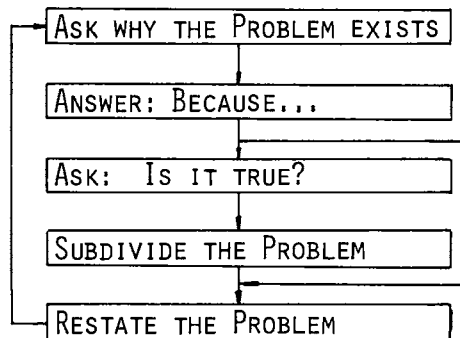 ASK WHY THE PROBLEM EXISTS
ANSWER: BECAUSE...
ASK: IS IT TRUE?
SUBDIVIDE THE PROBLEM
RESTATE THE PROBLEM